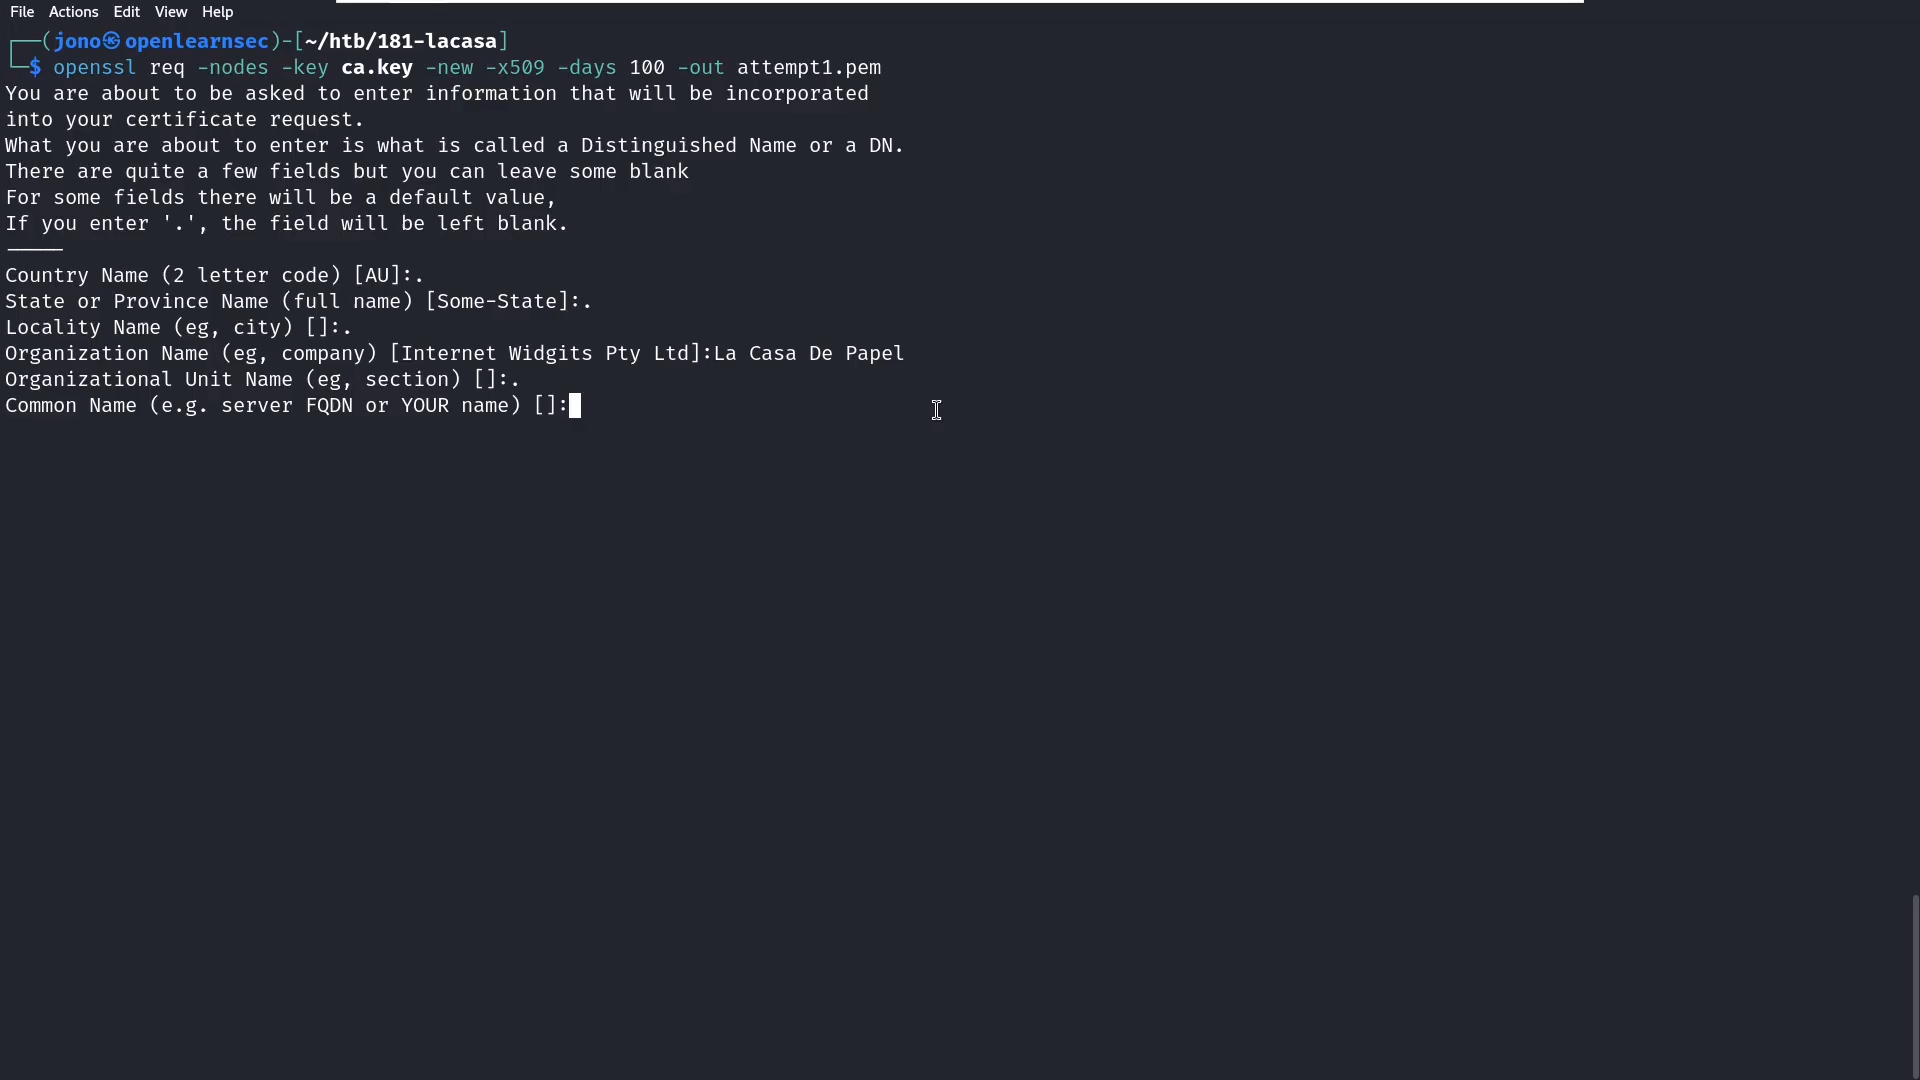 File Actions Edit View Help
┌──(jono㉿openlearnsec)-[~/htb/181-lacasa]
└─$ openssl req -nodes -key ca.key -new -x509 -days 100 -out attempt1.pem
You are about to be asked to enter information that will be incorporated
into your certificate request.
What you are about to enter is what is called a Distinguished Name or a DN.
There are quite a few fields but you can leave some blank
For some fields there will be a default value,
If you enter '.', the field will be left blank.
-----
Country Name (2 letter code) [AU]:.
State or Province Name (full name) [Some-State]:.
Locality Name (eg, city) []:.
Organization Name (eg, company) [Internet Widgits Pty Ltd]:La Casa De Papel
Organizational Unit Name (eg, section) []:.
Common Name (e.g. server FQDN or YOUR name) []: